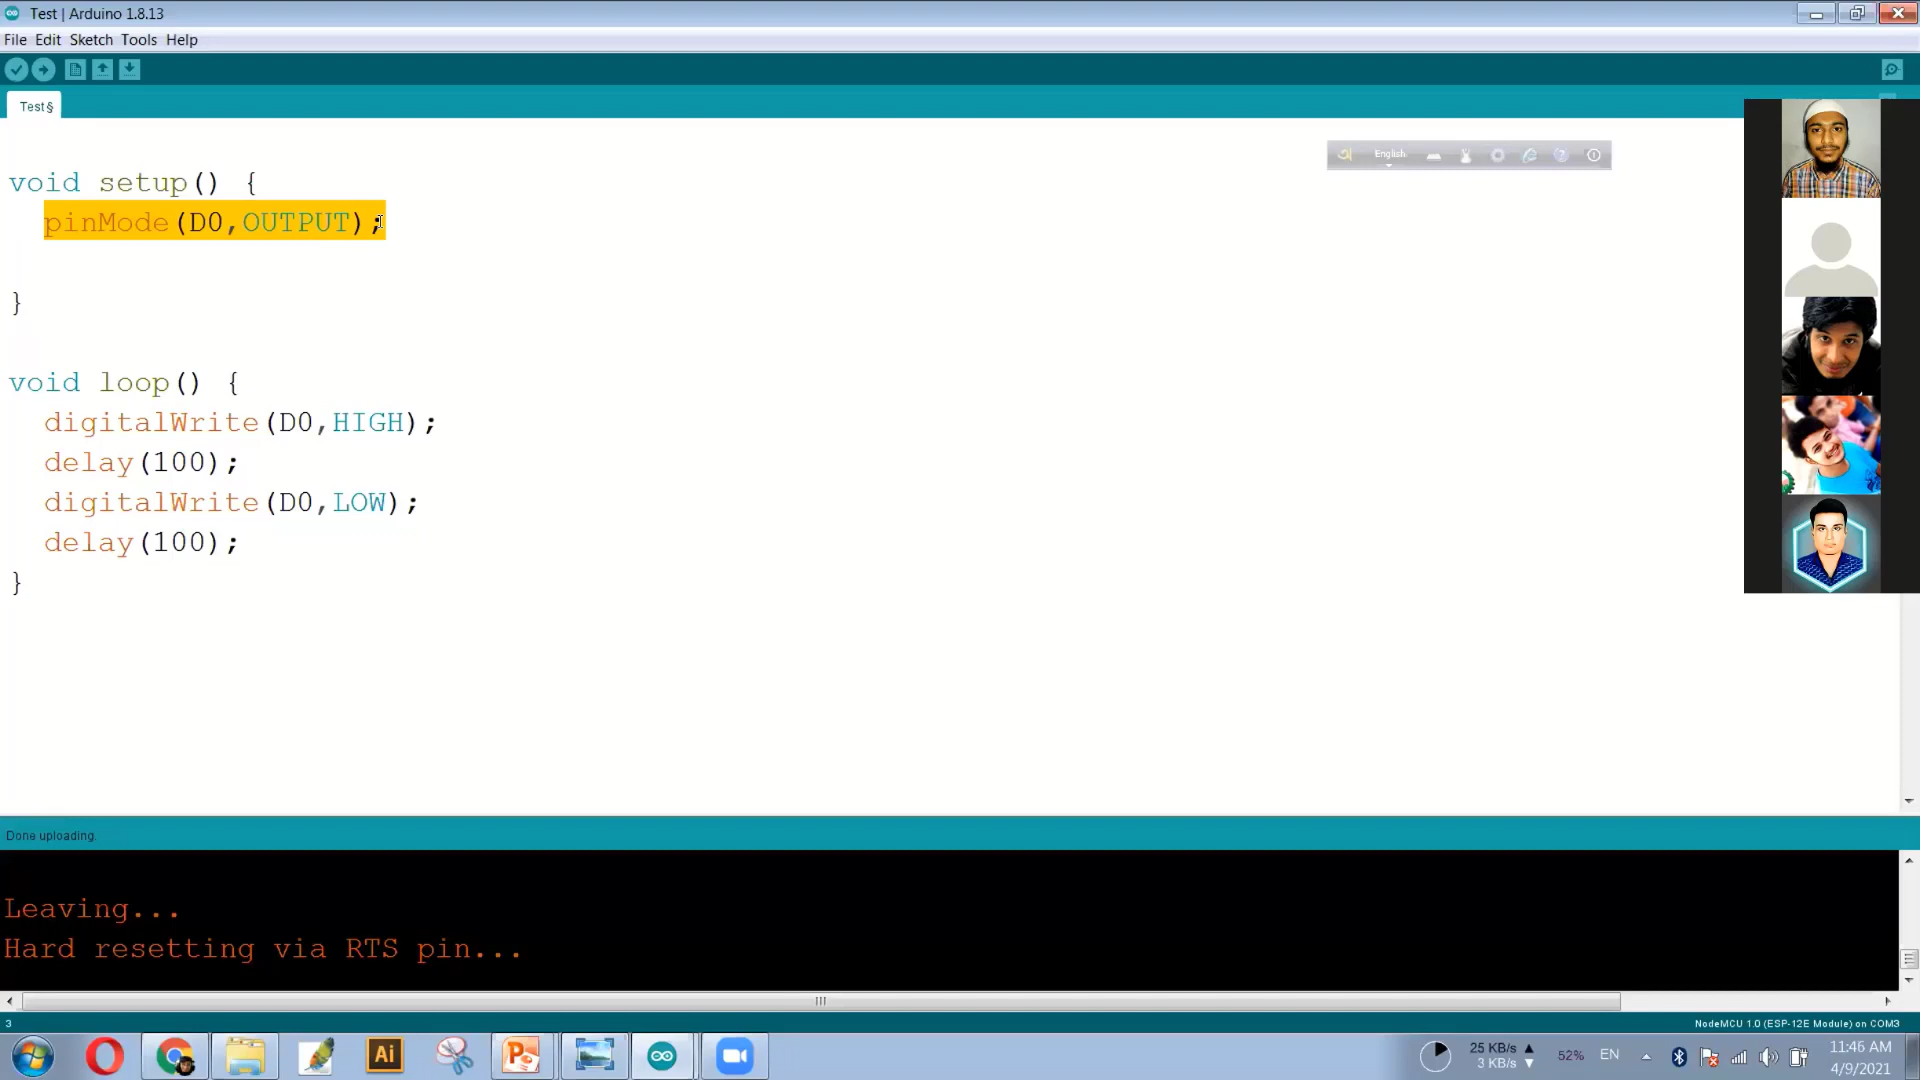 Test | Arduino 1.8.13
File Edit Sketch Tools Help
Test§
অ English
void setup() {
pinMode(D0,OUTPUT);
}
void loop() {
digitalWrite(D0,HIGH);
delay(100);
digitalWrite(D0,LOW);
delay(100);
}
Done uploading.
Leaving...
Hard resetting via RTS pin...
3
NodeMCU 1.0 (ESP-12E Module) on COM3
Ai
P
25 KB/s
3 KB/s
52%
EN
11:46 AM
4/9/2021